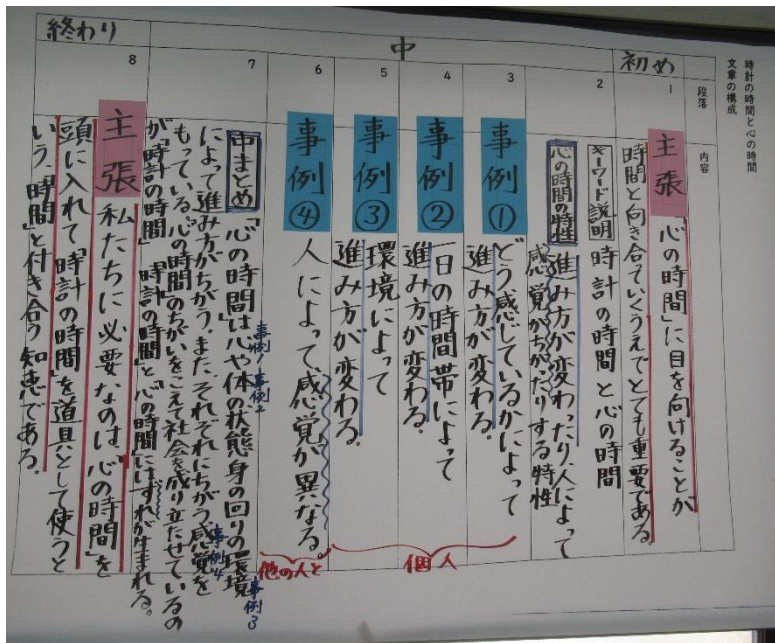 時計の時間と心の時間
文章の構成
段落
内容
初め
中
終わり
1
主張
「心の時間」に目を向けることが
時間と向き合っていくうえでとても重要である。
2
キーワード説明
時計の時間と心の時間
心の時間の特性
進み方が変わったり人によって
感覚がちがったりする特性
3
事例①
どう感じているかによって
進み方が変わる。
4
事例②
一日の時間帯によって
進み方が変わる。
5
事例③
環境によって
進み方が変わる。
6
事例④
人によって、感覚が異なる。
個人
他の人と
7
中まとめ
「心の時間」は心や体の状態身の回りの環境
によって進み方がちがう。また、それぞれにちがう感覚を
もっている。「心の時間」のちがいをこえて社会を成り立たせているの
が「時計の時間」「時計の時間」と「心の時間」にはずれが生まれる。
事例1
事例2
事例3
事例4
8
主張
私たちに必要なのは、「心の時間」を
頭に入れて「時計の時間」を道具として使うと
いう、「時間」と付き合う知恵である。